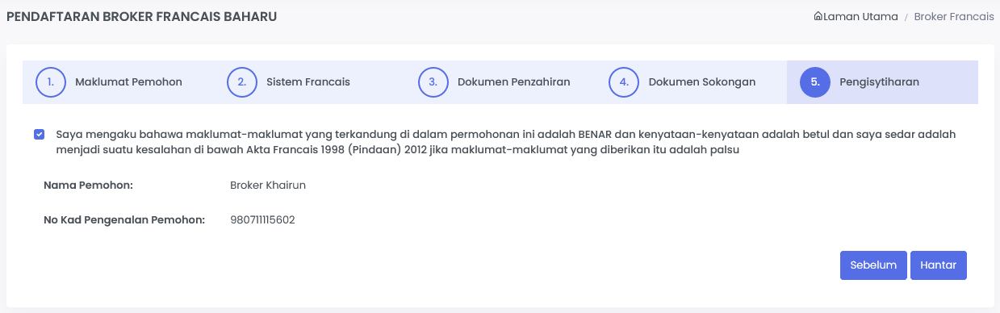 PENDAFTARAN BROKER FRANCAIS BAHARU
Laman Utama / Broker Francais
1. Maklumat Pemohon
2. Sistem Francais
3. Dokumen Penzahiran
4. Dokumen Sokongan
5. Pengisytiharan
Saya mengaku bahawa maklumat-maklumat yang terkandung di dalam permohonan ini adalah BENAR dan kenyataan-kenyataan adalah betul dan saya sedar adalah
menjadi suatu kesalahan di bawah Akta Francais 1998 (Pindaan) 2012 jika maklumat-maklumat yang diberikan itu adalah palsu
Nama Pemohon: Broker Khairun
No Kad Pengenalan Pemohon: 980711115602
Sebelum Hantar